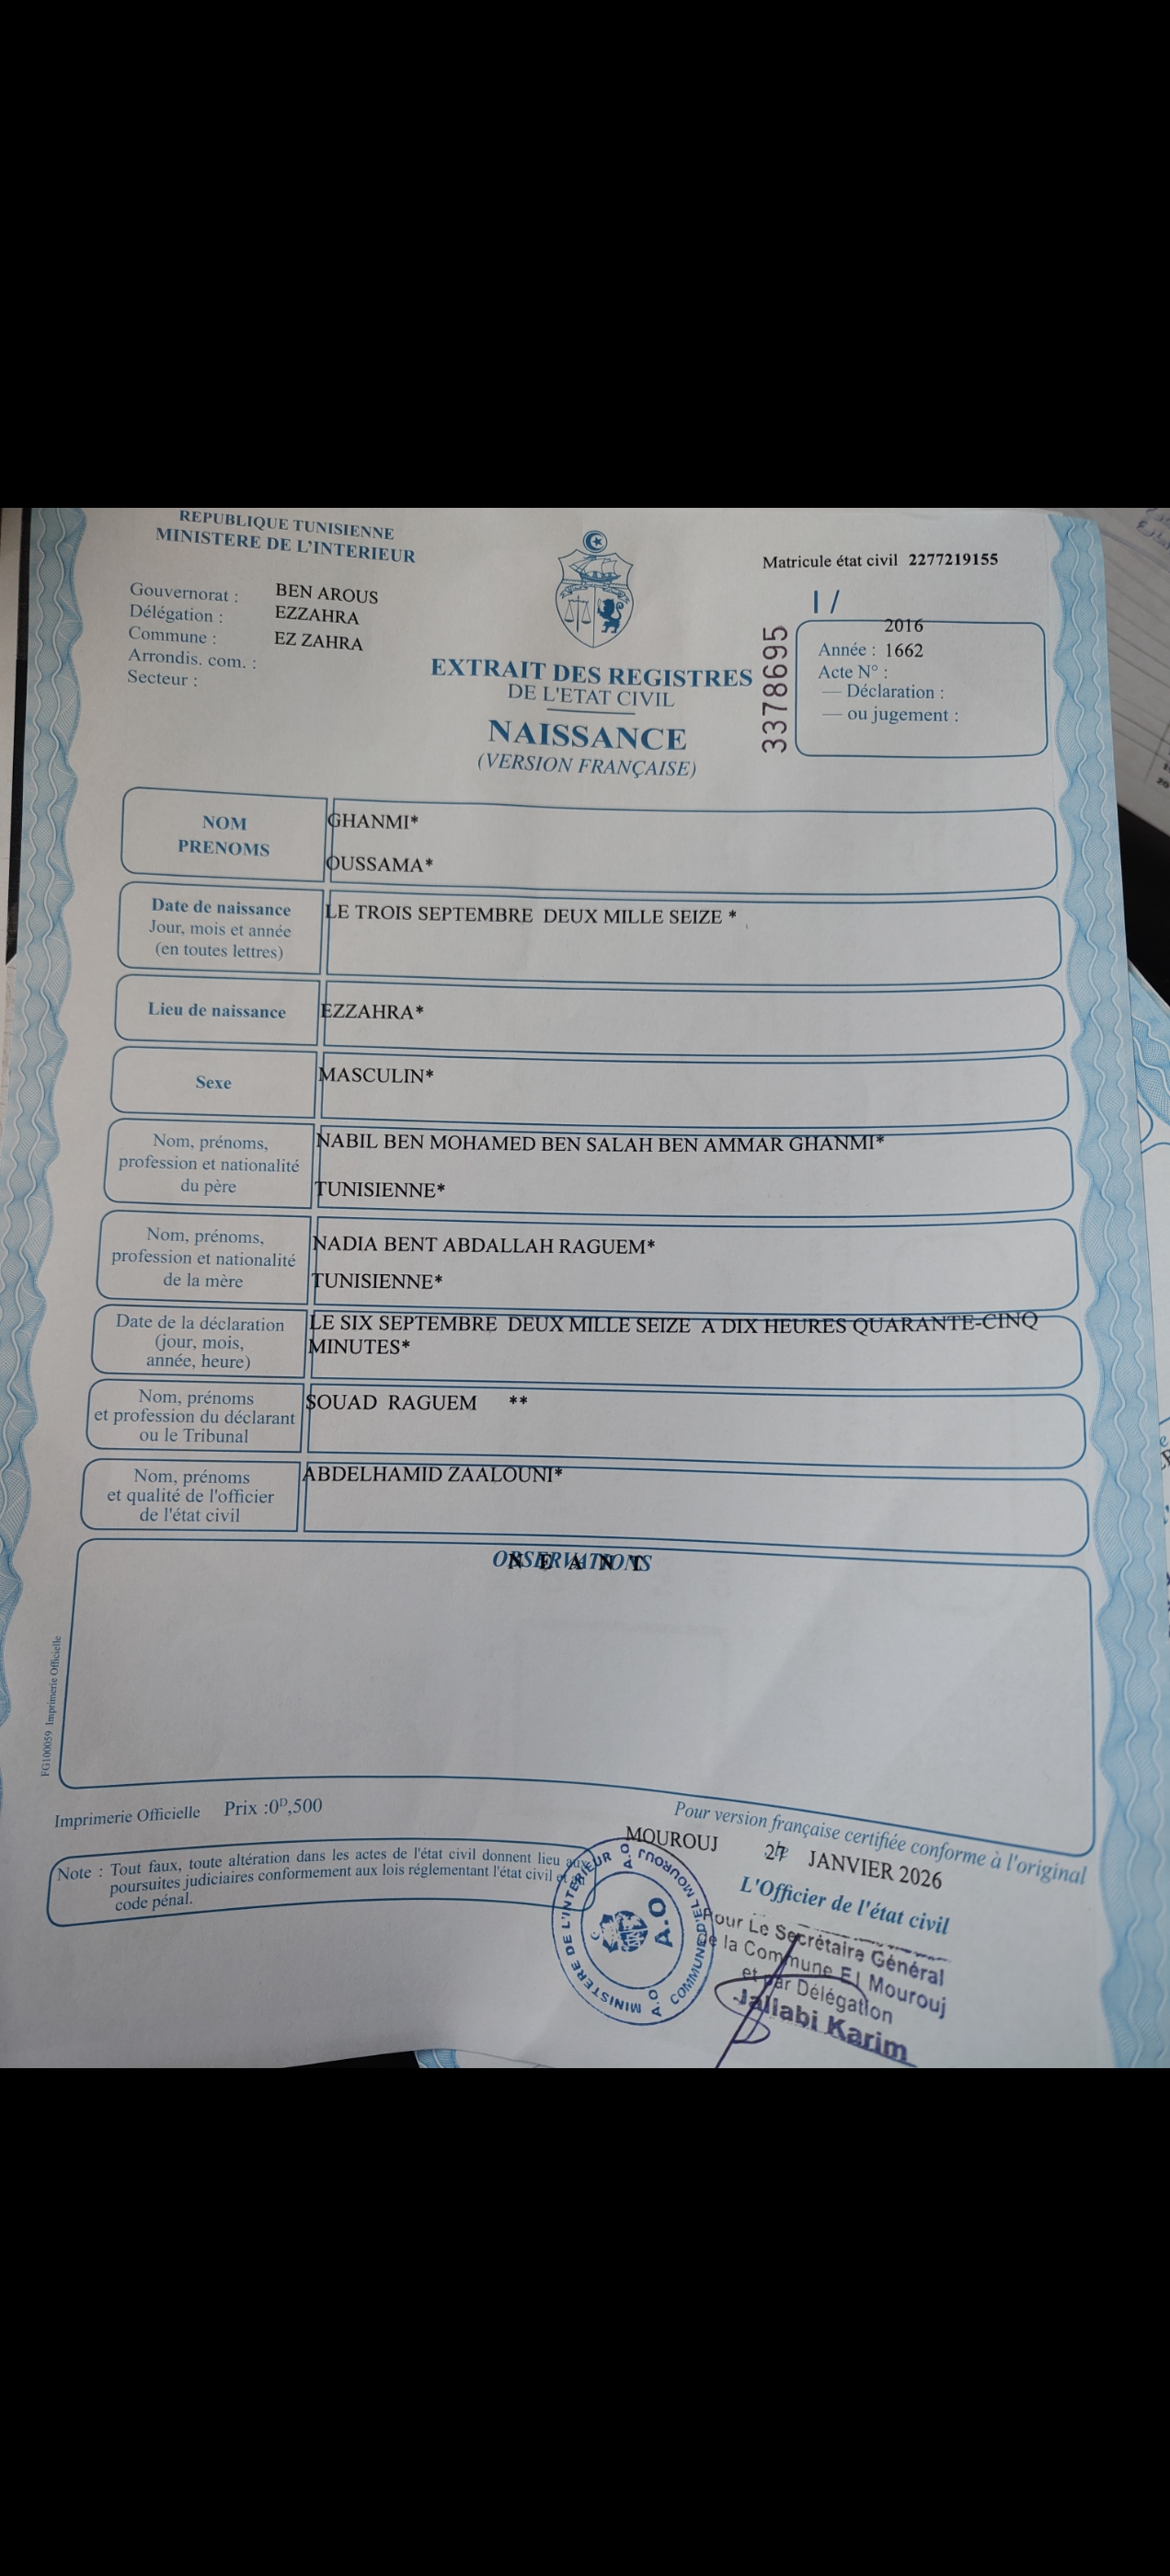 REPUBLIQUE TUNISIENNE
MINISTERE DE L'INTERIEUR
Gouvernorat : BEN AROUS
Délégation : EZZAHRA
Commune : EZ ZAHRA
Arrondis. com. :
Secteur :
EXTRAIT DES REGISTRES
DE L'ETAT CIVIL
NAISSANCE
(VERSION FRANÇAISE)
Matricule état civil 2277219155
I /
3378695
2016
Année : 1662
Acte N° :
— Déclaration :
— ou jugement :
NOM
PRENOMS
GHANMI*
OUSSAMA*
Date de naissance
Jour, mois et année
(en toutes lettres)
LE TROIS SEPTEMBRE DEUX MILLE SEIZE *
Lieu de naissance
EZZAHRA*
Sexe
MASCULIN*
Nom, prénoms,
profession et nationalité
du père
NABIL BEN MOHAMED BEN SALAH BEN AMMAR GHANMI*
TUNISIENNE*
Nom, prénoms,
profession et nationalité
de la mère
NADIA BENT ABDALLAH RAGUEM*
TUNISIENNE*
Date de la déclaration
(jour, mois,
année, heure)
LE SIX SEPTEMBRE DEUX MILLE SEIZE A DIX HEURES QUARANTE-CINQ
MINUTES*
Nom, prénoms
et profession du déclarant
ou le Tribunal
SOUAD RAGUEM **
Nom, prénoms
et qualité de l'officier
de l'état civil
ABDELHAMID ZAALOUNI*
OBSERVATIONS
N E A N T
FG100059 Imprimerie Officielle
Imprimerie Officielle Prix :0ᴰ,500
Note : Tout faux, toute altération dans les actes de l'état civil donnent lieu aux
poursuites judiciaires conformement aux lois réglementant l'état civil et
code pénal.
Pour version française certifiée conforme à l'original
MOUROUJ JANVIER 2026
L'Officier de l'état civil
MINISTERE DE L'INTERIEUR
COMMUNE D'EL MOUROUJ
A.O
A.O
A.O
Pour Le Secrétaire Général
de la Commune El Mourouj
et par Délégation
Jaliabi Karim